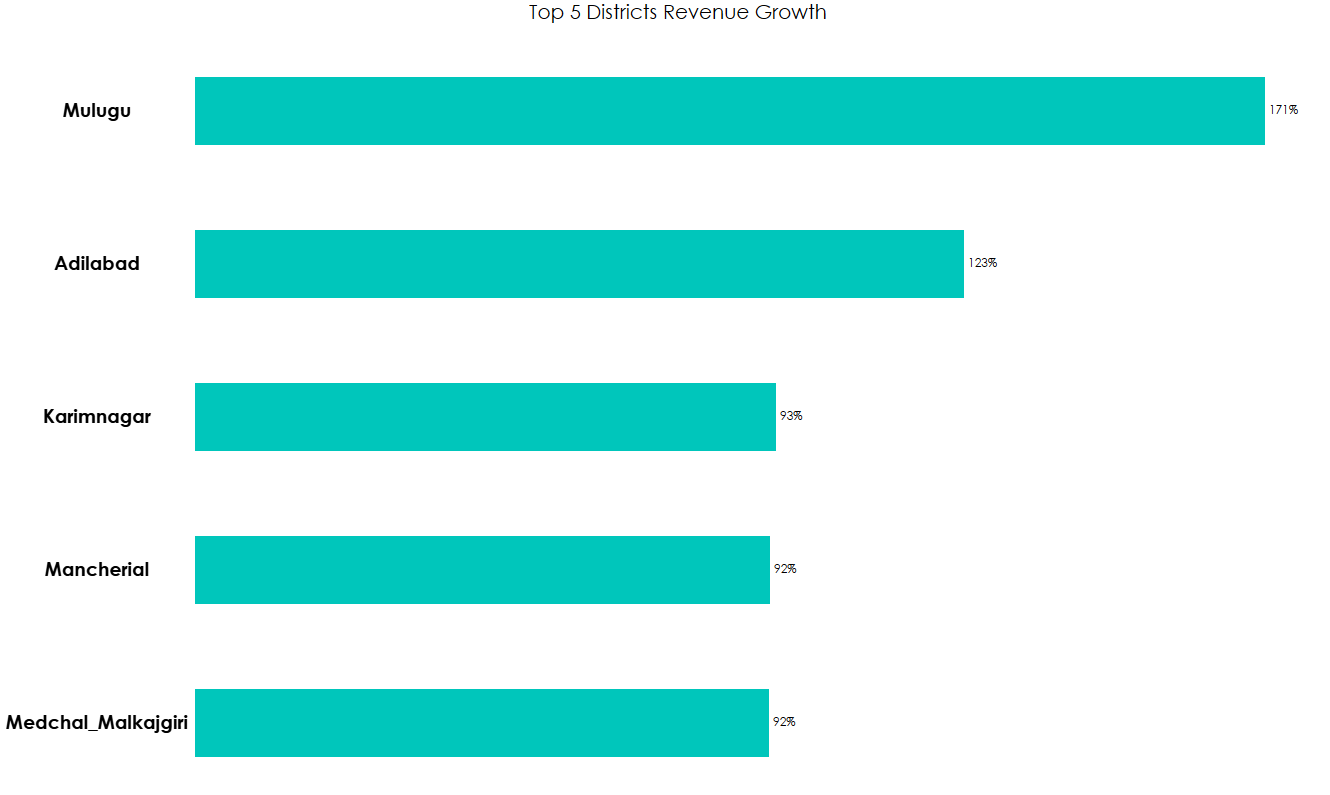 Top 5 Districts Revenue Growth
Mulugu 171%
Adilabad 123%
Karimnagar 93%
Mancherial 92%
Medchal_Malkajgiri 92%